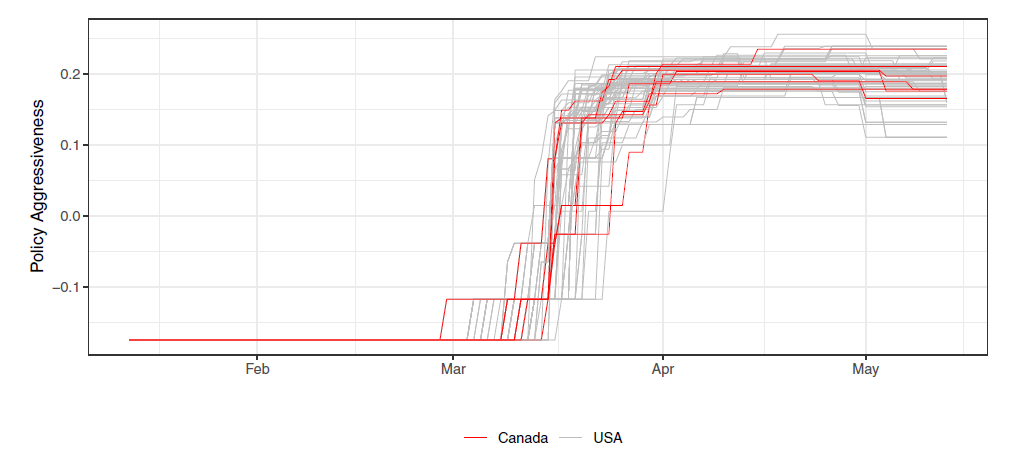 Policy Aggressiveness
0.2
0.1
0.0
−0.1
Feb Mar Apr May
Canada USA